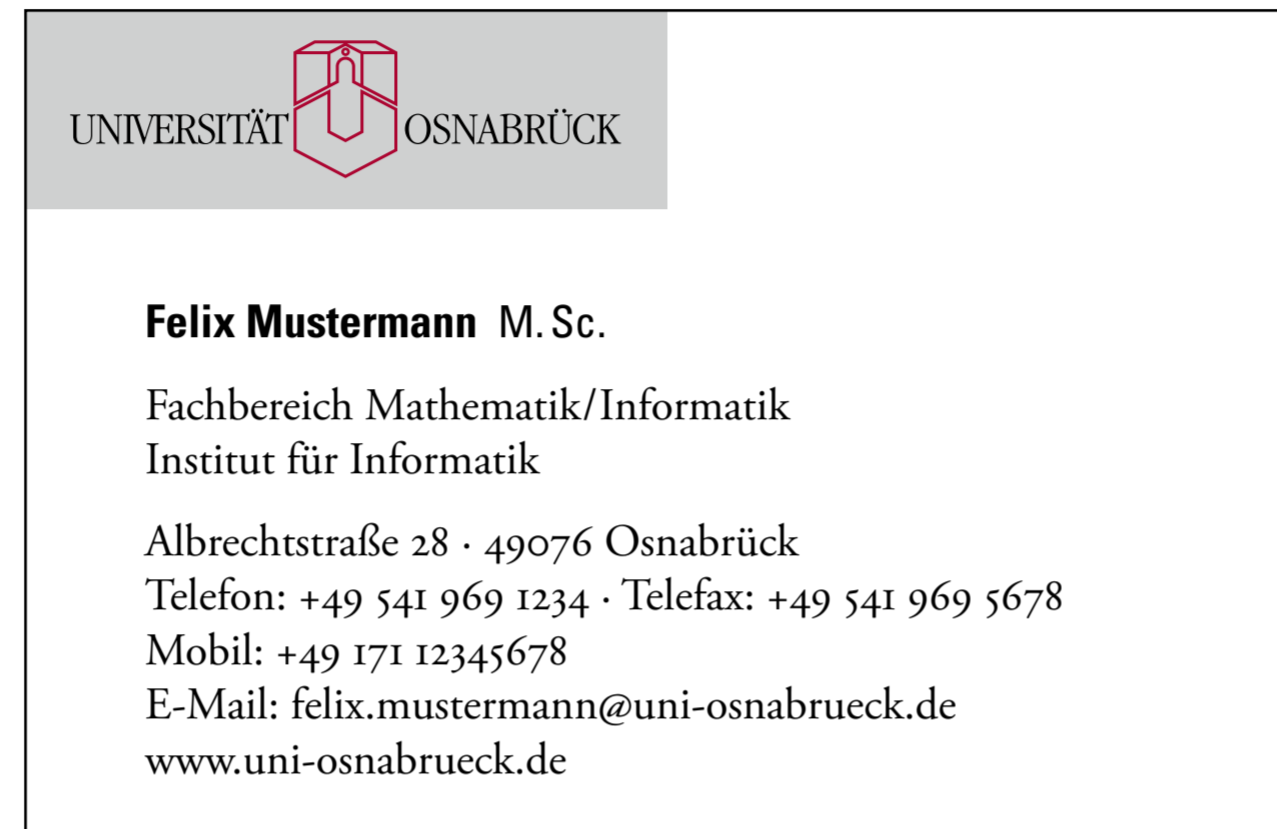 UNIVERSITÄT OSNABRÜCK
Felix Mustermann M. Sc.
Fachbereich Mathematik/Informatik
Institut für Informatik
Albrechtstraße 28 · 49076 Osnabrück
Telefon: +49 541 969 1234 · Telefax: +49 541 969 5678
Mobil: +49 171 12345678
E-Mail: felix.mustermann@uni-osnabrueck.de
www.uni-osnabrueck.de